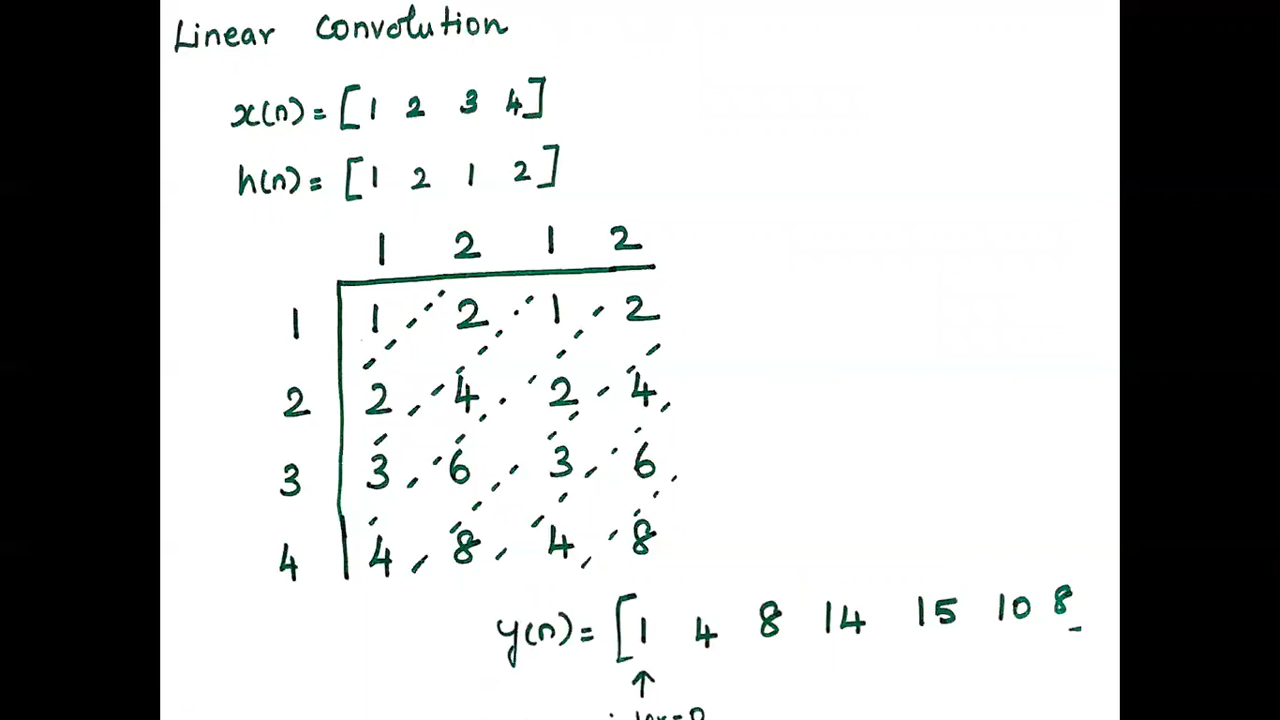 Linear Convolution
x(n) = [1 2 3 4]
h(n) = [1 2 1 2]
1 2 1 2
1 1 2 1 2
2 2 4 2 4
3 3 6 3 6
4 4 8 4 8
y(n) = [1 4 8 14 15 10 8
↑